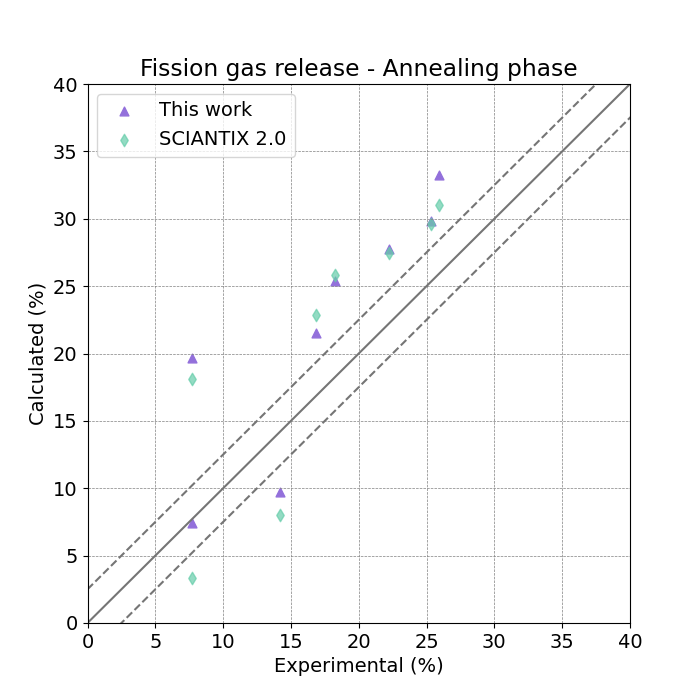 Fission gas release - Annealing phase
This work
SCIANTIX 2.0
Calculated (%)
40
35
30
25
20
15
10
5
0
0 5 10 15 20 25 30 35 40
Experimental (%)